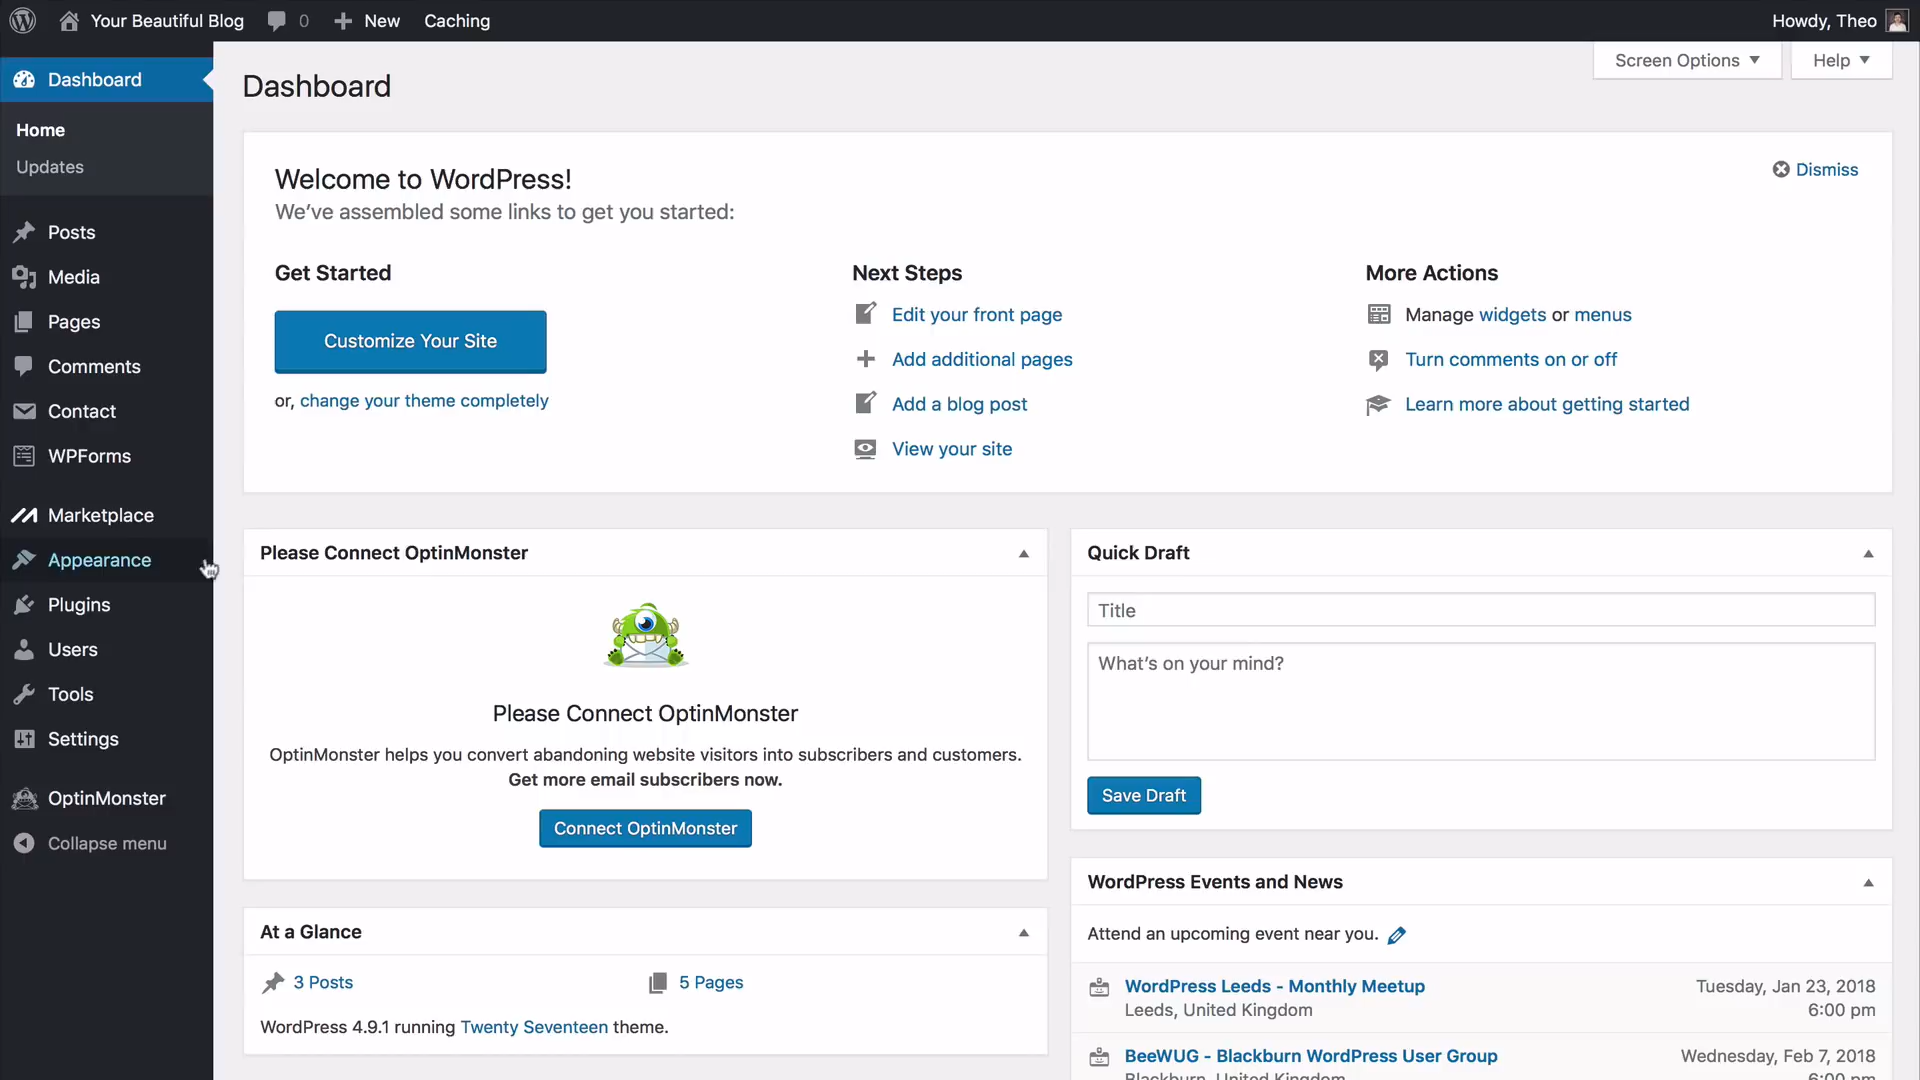 Your Beautiful Blog 0 New Caching Howdy, Theo
Screen Options Help
Dashboard
Home
Updates
Posts
Media
Pages
Comments
Contact
WPForms
Marketplace
Appearance
Plugins
Users
Tools
Settings
OptinMonster
Collapse menu
Dashboard
Welcome to WordPress!
Dismiss
We’ve assembled some links to get you started:
Get Started
Customize Your Site
or, change your theme completely
Next Steps
Edit your front page
Add additional pages
Add a blog post
View your site
More Actions
Manage widgets or menus
Turn comments on or off
Learn more about getting started
Please Connect OptinMonster
Please Connect OptinMonster
OptinMonster helps you convert abandoning website visitors into subscribers and customers.
Get more email subscribers now.
Connect OptinMonster
At a Glance
3 Posts
5 Pages
WordPress 4.9.1 running Twenty Seventeen theme.
Quick Draft
Title
What’s on your mind?
Save Draft
WordPress Events and News
Attend an upcoming event near you.
WordPress Leeds - Monthly Meetup Tuesday, Jan 23, 2018
Leeds, United Kingdom 6:00 pm
BeeWUG - Blackburn WordPress User Group Wednesday, Feb 7, 2018
Blackburn, United Kingdom 6:00 pm